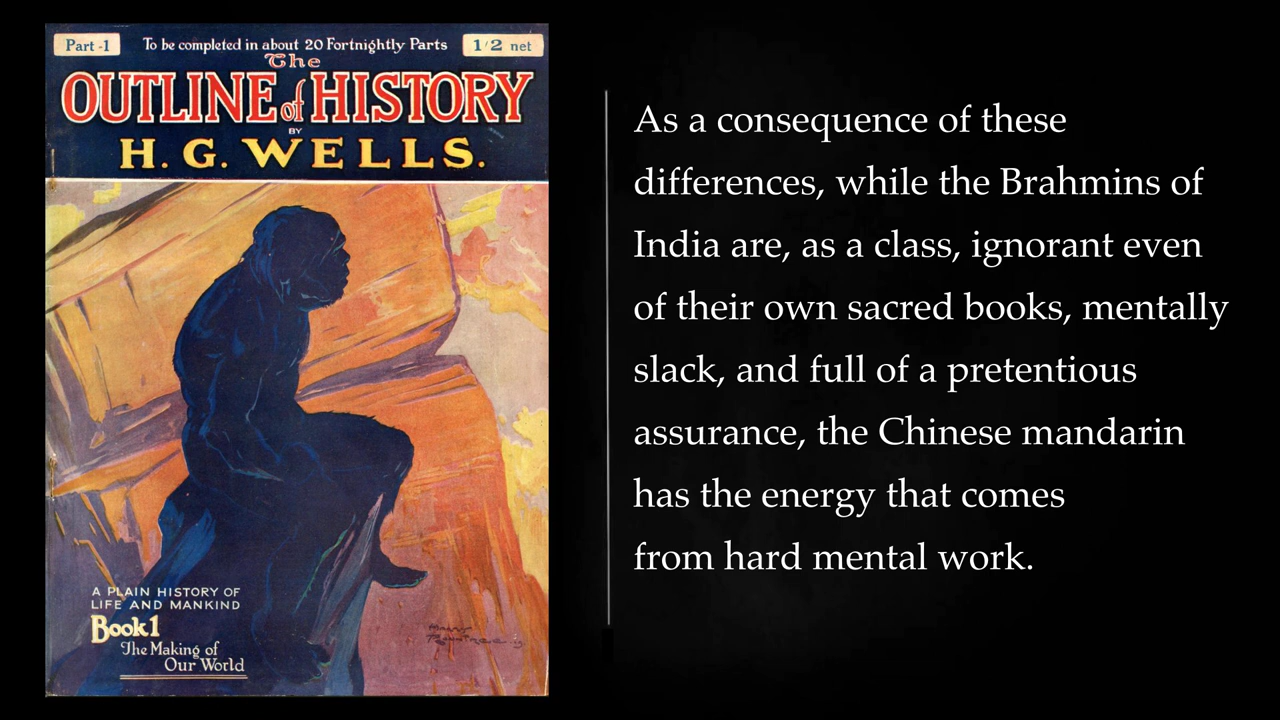 Part -1
To be completed in about 20 Fortnightly Parts
1/2 net
The
OUTLINE of HISTORY
BY
H. G. WELLS.
A PLAIN HISTORY OF
LIFE AND MANKIND
Book 1
The Making of
Our World
As a consequence of these
differences, while the Brahmins of
India are, as a class, ignorant even
of their own sacred books, mentally
slack, and full of a pretentious
assurance, the Chinese mandarin
has the energy that comes
from hard mental work.